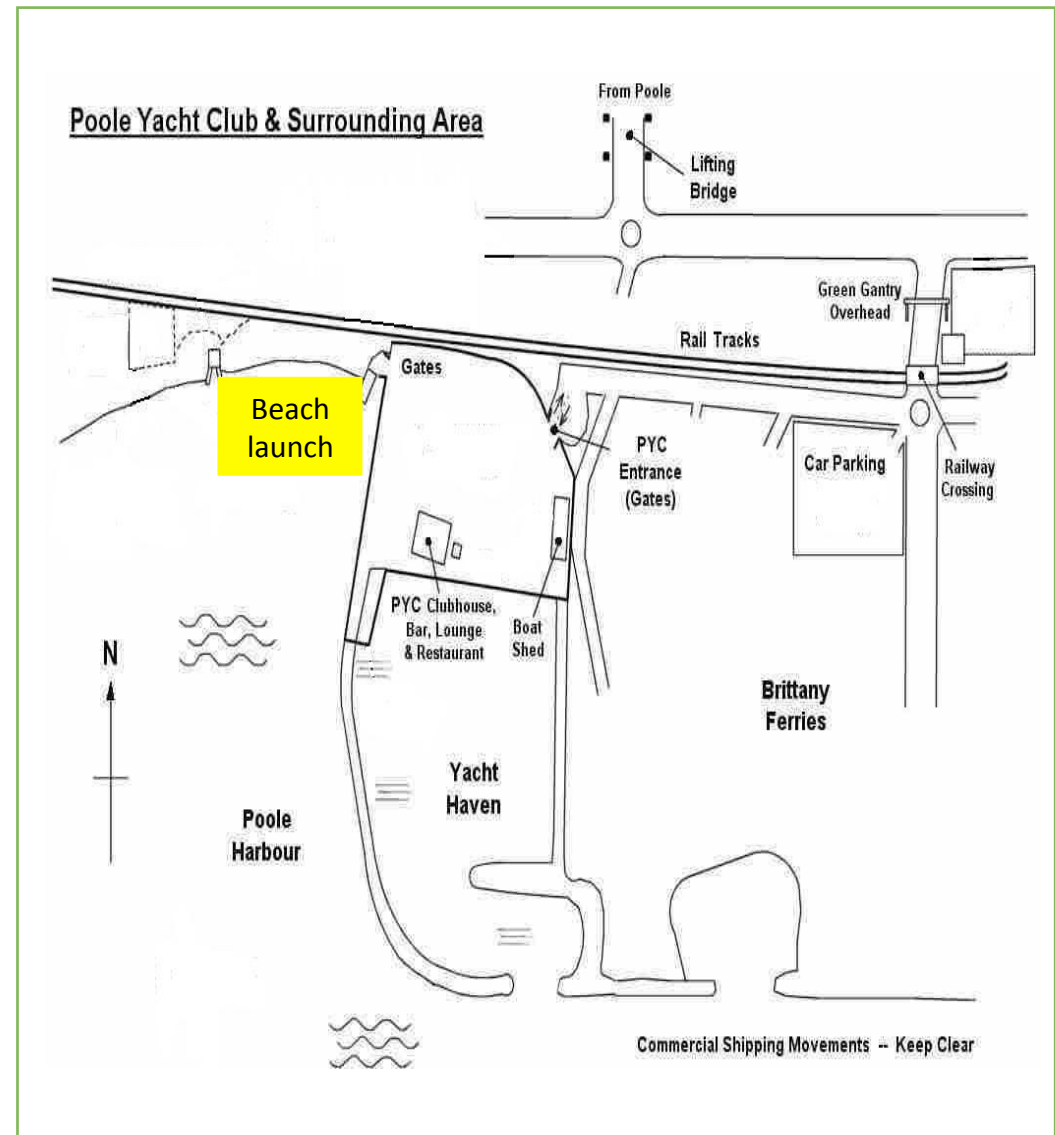 From Poole
Poole Yacht Club & Surrounding Area
Lifting
Bridge
Green Gantry
Overhead
Rail Tracks
Gates
Beach
launch
PYC
Entrance
(Gates)
Car Parking
Railway
Crossing
PYC Clubhouse,
Bar, Lounge
& Restaurant
Boat
Shed
N
Brittany
Ferries
Yacht
Haven
Poole
Harbour
Commercial Shipping Movements -- Keep Clear